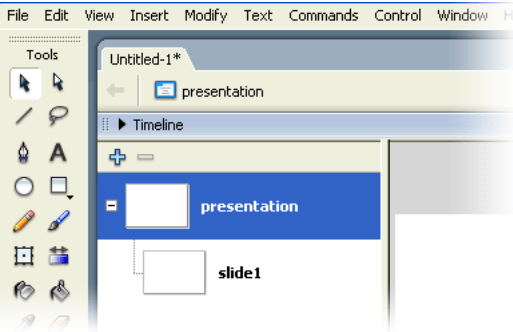 File Edit View Insert Modify Text Commands Control Window
Tools
Untitled-1*
presentation
Timeline
presentation
slide1